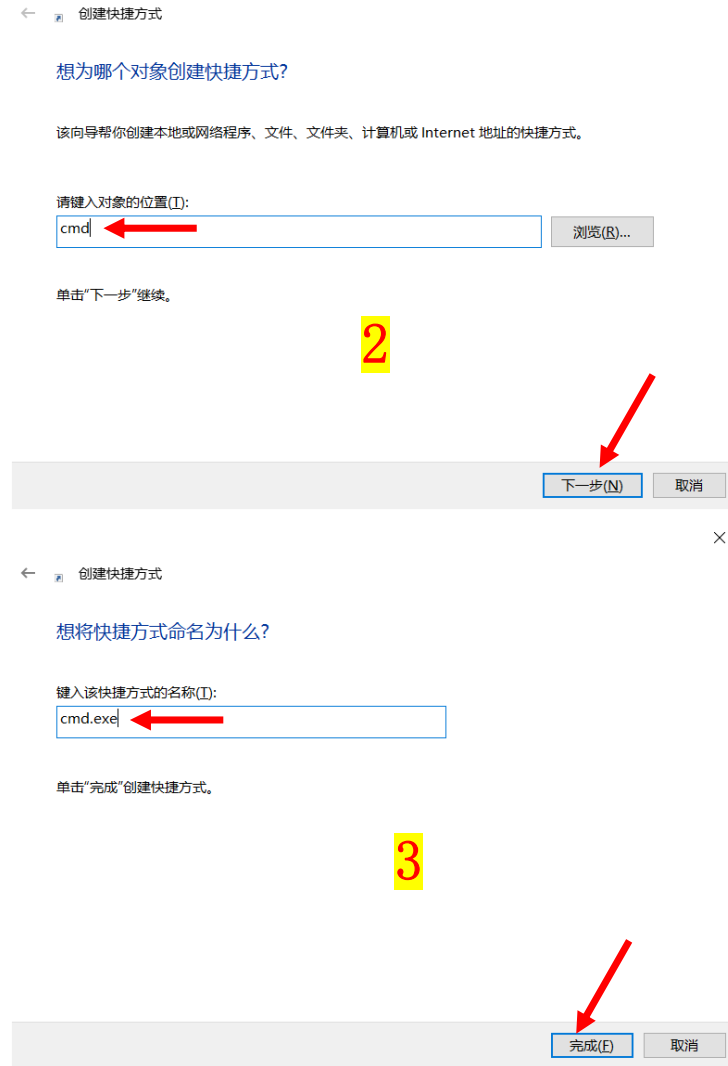 创建快捷方式
想为哪个对象创建快捷方式?
该向导帮你创建本地或网络程序、文件、文件夹、计算机或 Internet 地址的快捷方式。
请键入对象的位置(T):
cmd
浏览(R)...
单击"下一步"继续。
2
下一步(N)
取消
创建快捷方式
想将快捷方式命名为什么?
键入该快捷方式的名称(T):
cmd.exe
单击"完成"创建快捷方式。
3
完成(F)
取消